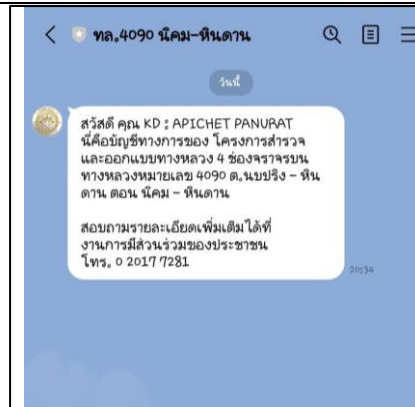 ทล.4090 นิคม-หินดาน
วันนี้
สวัสดี คุณ KD : APICHET PANURAT
นี่คือบัญชีทางการของ โครงการสำรวจ
และออกแบบทางหลวง 4 ช่องจราจรบน
ทางหลวงหมายเลข 4090 ต.นบปริง – หิน
ดาน ตอน นิคม – หินดาน
สอบถามรายละเอียดเพิ่มเติมได้ที่
งานการมีส่วนร่วมของประชาชน
โทร. 0 2017 7281
20:34